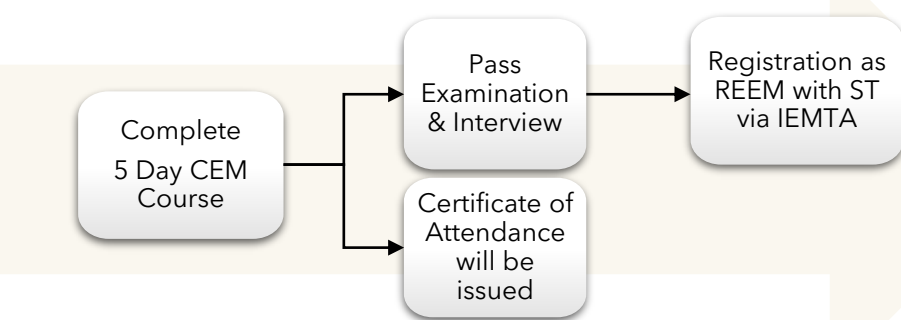 Complete
5 Day CEM
Course
Pass
Examination
& Interview
Certificate of
Attendance
will be
issued
Registration as
REEM with ST
via IEMTA